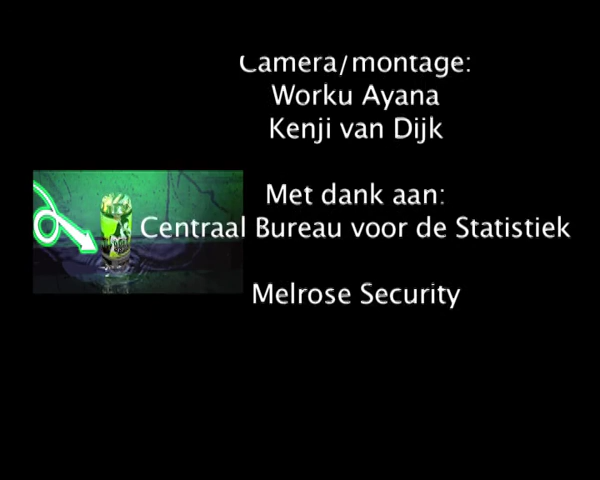 Camera/montage:
Worku Ayana
Kenji van Dijk
Met dank aan:
Centraal Bureau voor de Statistiek
Melrose Security